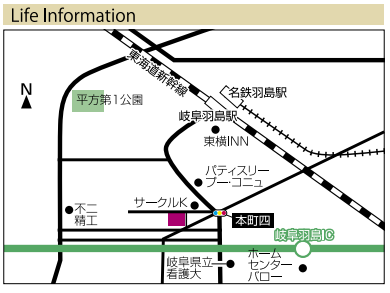 Life Information
東海道新幹線
N
名鉄羽島駅
平方第1公園
岐阜羽島駅
東横INN
パティスリー
プー・コニュ
サークルK
不二
精工
本町四
岐阜羽島IC
岐阜県立
看護大
ホーム
センター
バロー